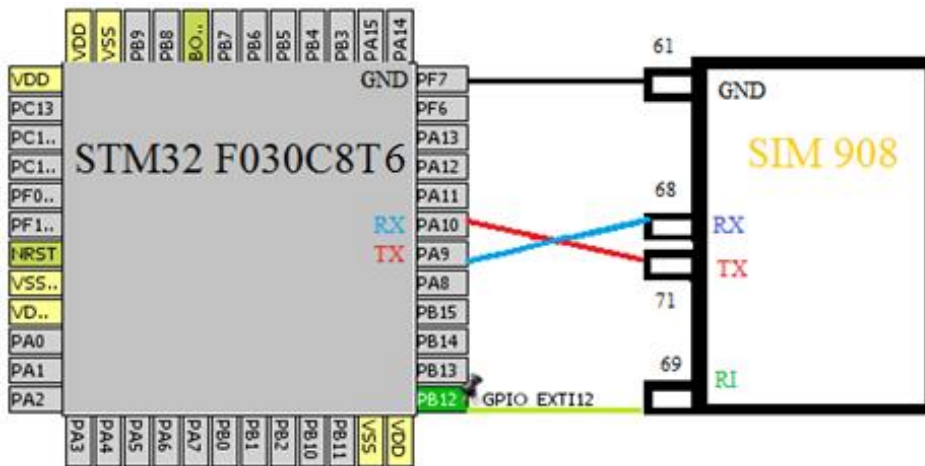 VDD
VSS
PB9
PB8
BO..
PB7
PB6
PB5
PB4
PB3
PA15
PA14
VDD
PC13
PC1..
PC1..
PF0..
PF1..
NRST
VSS..
VD..
PA0
PA1
PA2
GND
STM32 F030C8T6
RX
TX
PF7
PF6
PA13
PA12
PA11
PA10
PA9
PA8
PB15
PB14
PB13
PB12
GPIO EXTI12
PA3
PA4
PA5
PA6
PA7
PB0
PB1
PB2
PB10
PB11
VSS
VDD
61
GND
SIM 908
68
RX
TX
71
69
RI